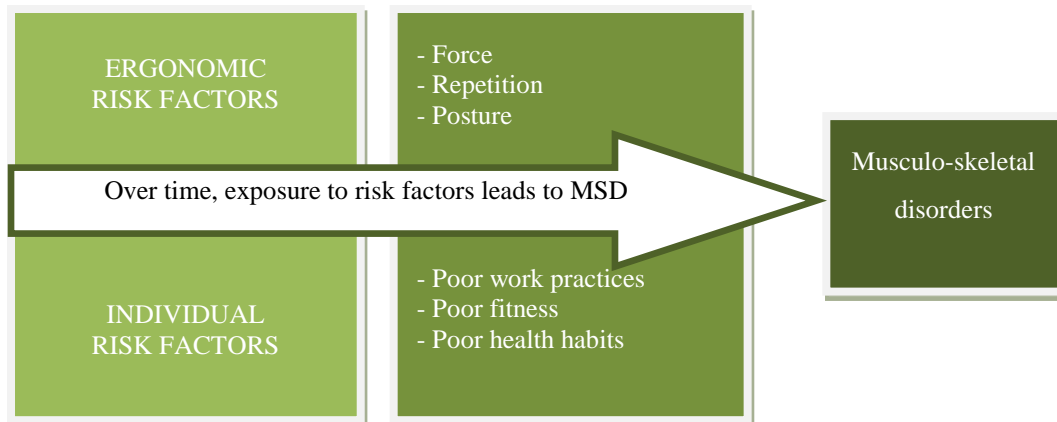 ERGONOMIC
RISK FACTORS
- Force
- Repetition
- Posture
Over time, exposure to risk factors leads to MSD
Musculo-skeletal
disorders
INDIVIDUAL
RISK FACTORS
- Poor work practices
- Poor fitness
- Poor health habits